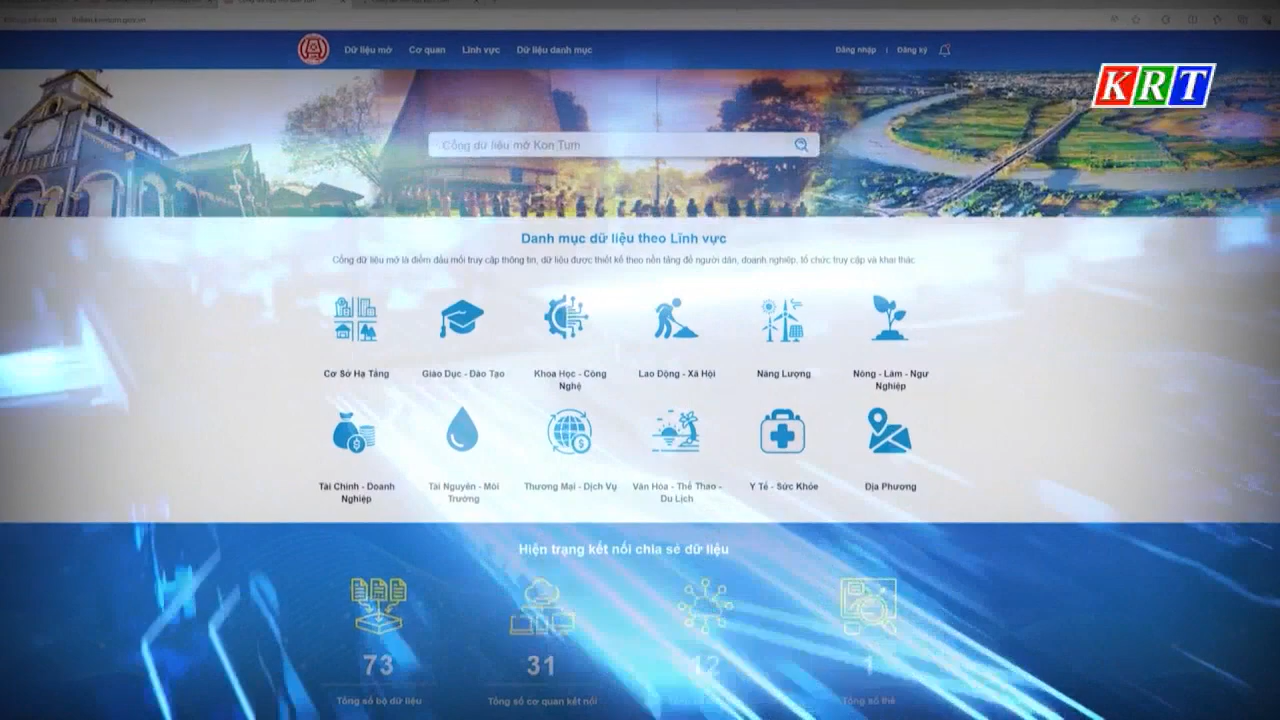 Dữ liệu mở Cơ quan Lĩnh vực Dữ liệu danh mục Đăng nhập | Đăng ký
KRT
Cổng dữ liệu mở Kon Tum
Danh mục dữ liệu theo Lĩnh vực
Cổng dữ liệu mở là điểm đầu mối truy cập thông tin, dữ liệu được thiết kế theo nền tảng để người dân, doanh nghiệp, tổ chức truy cập và khai thác
Cơ Sở Hạ Tầng
Giáo Dục - Đào Tạo
Khoa Học - Công
Nghệ
Lao Động - Xã Hội
Năng Lượng
Nông - Lâm - Ngư
Nghiệp
Tài Chính - Doanh
Nghiệp
Tài Nguyên - Môi
Trường
Thương Mại - Dịch Vụ
Văn Hóa - Thể Thao -
Du Lịch
Y Tế - Sức Khỏe
Địa Phương
Hiện trạng kết nối chia sẻ dữ liệu
73
31
12
1
Tổng số bộ dữ liệu
Tổng số cơ quan kết nối
Tổng số thẻ